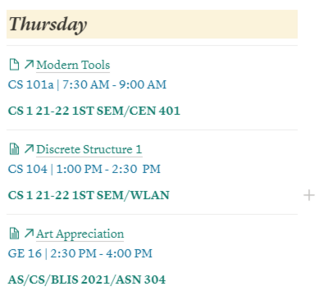 Thursday
Modern Tools
CS 101a | 7:30 AM - 9:00 AM
CS 1 21-22 1ST SEM/CEN 401
Discrete Structure 1
CS 104 | 1:00 PM - 2:30 PM
CS 1 21-22 1ST SEM/WLAN
Art Appreciation
GE 16 | 2:30 PM - 4:00 PM
AS/CS/BLIS 2021/ASN 304